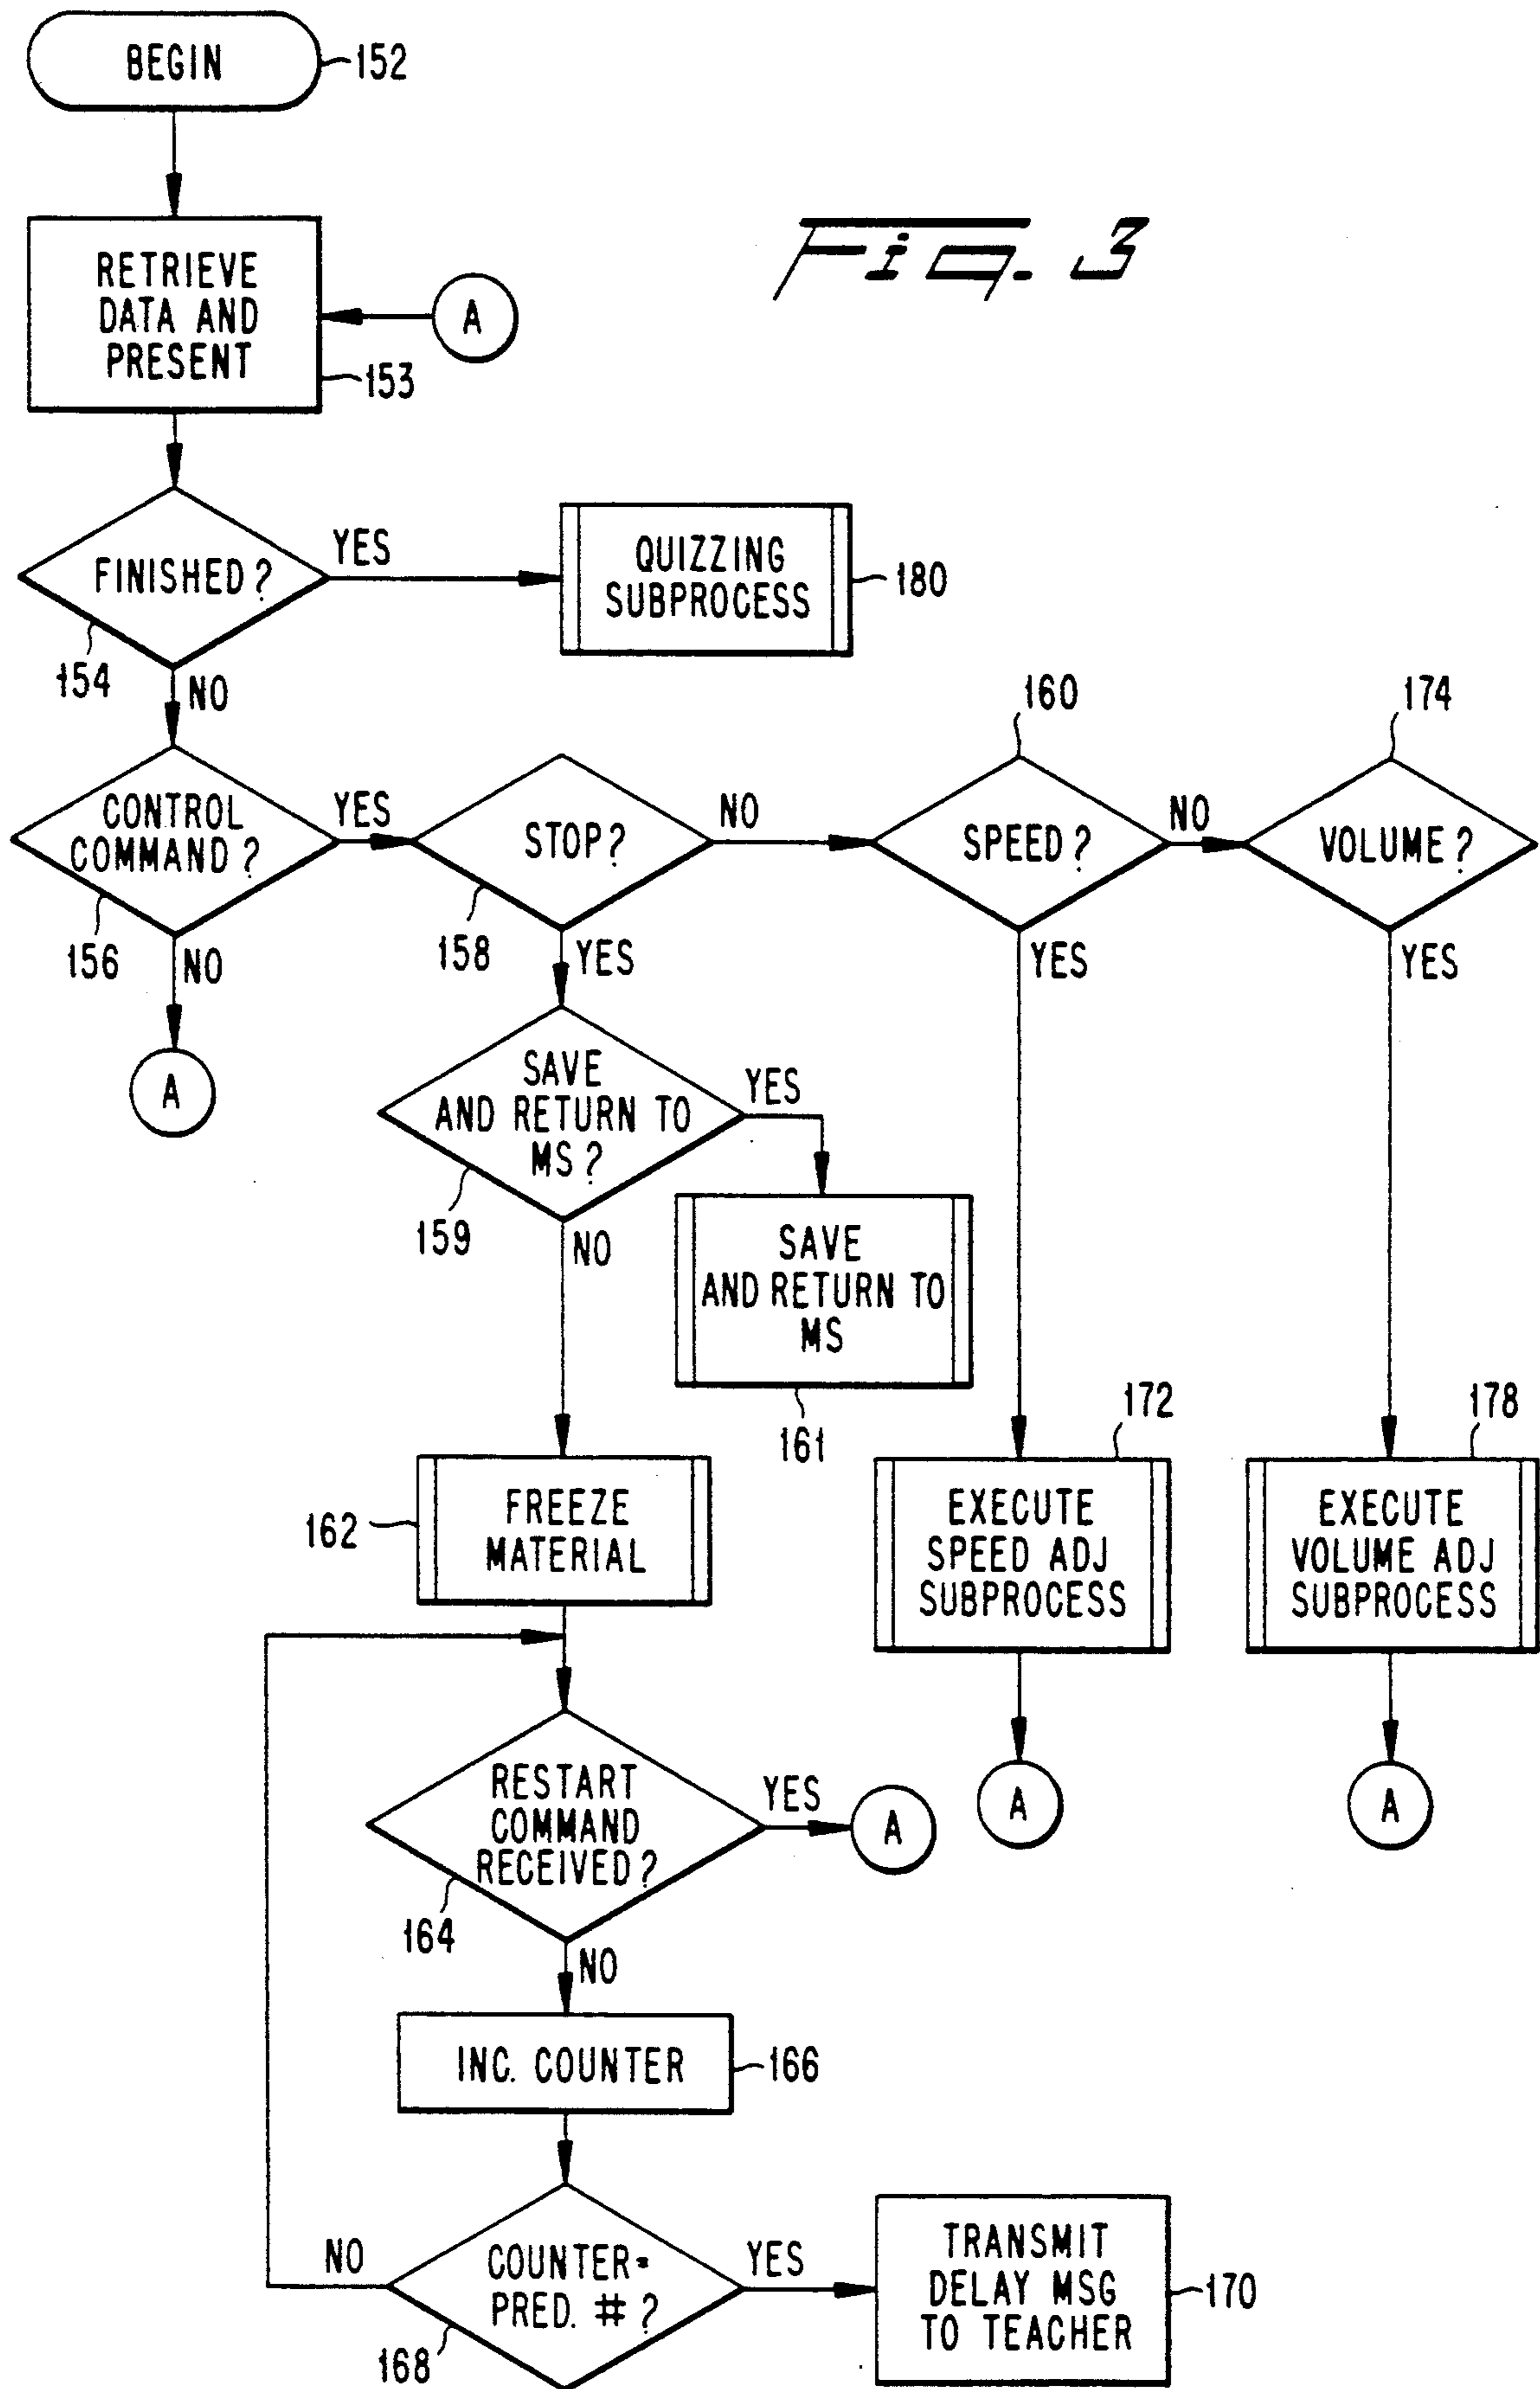 BEGIN
152
Fig. 3
RETRIEVE
DATA AND
PRESENT
153
A
FINISHED?
154
YES
QUIZZING
SUBPROCESS
180
NO
CONTROL
COMMAND?
156
YES
STOP?
158
NO
160
SPEED?
NO
174
VOLUME?
NO
A
YES
YES
YES
SAVE
AND RETURN TO
MS?
159
YES
SAVE
AND RETURN TO
MS
161
NO
162
FREEZE
MATERIAL
172
EXECUTE
SPEED ADJ
SUBPROCESS
178
EXECUTE
VOLUME ADJ
SUBPROCESS
A
A
RESTART
COMMAND
RECEIVED?
164
YES
A
NO
INC. COUNTER
166
NO
COUNTER=
PRED. # ?
168
YES
TRANSMIT
DELAY MSG
TO TEACHER
170